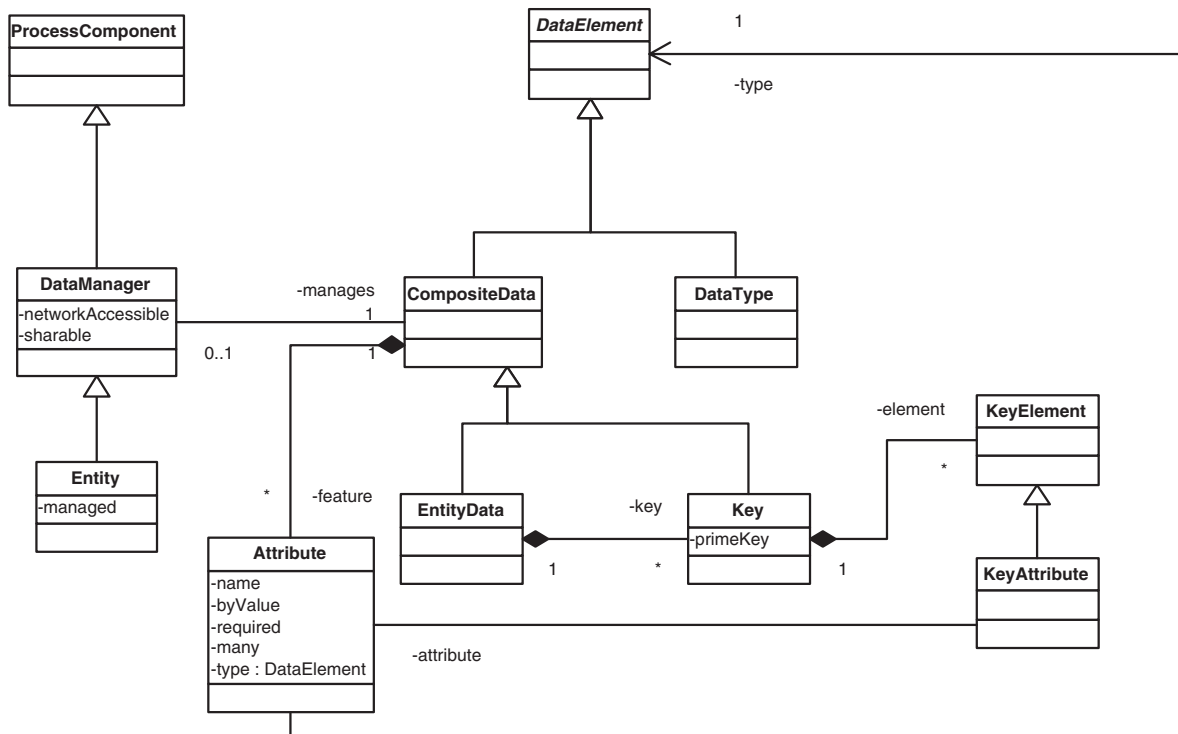 ProcessComponent
DataElement
1
-type
DataManager
-networkAccessible
-sharable
-manages
1
0..1
1
CompositeData
DataType
Entity
-managed
*
-feature
EntityData
-key
1
*
Key
-primeKey
1
-element
*
KeyElement
KeyAttribute
Attribute
-name
-byValue
-required
-many
-type : DataElement
-attribute